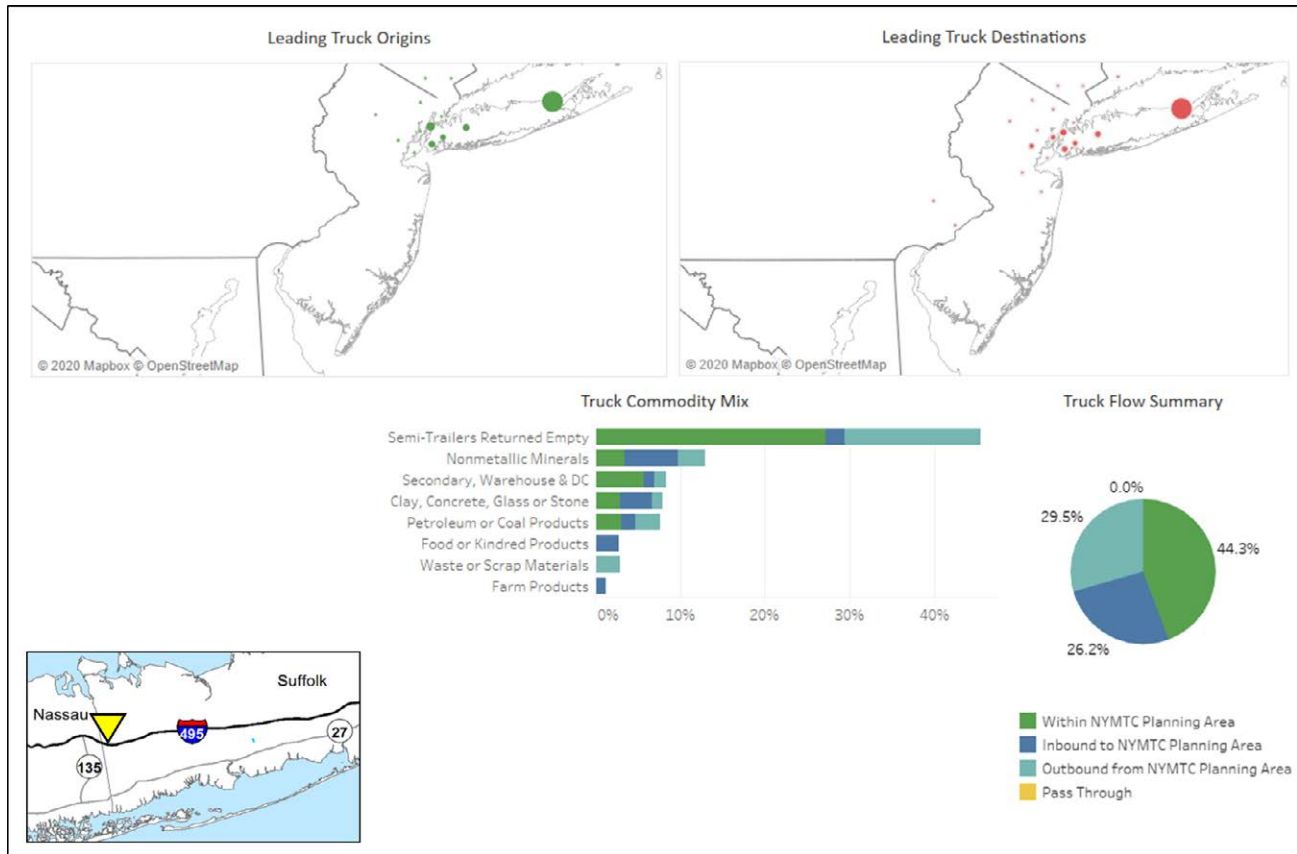 Leading Truck Origins
Leading Truck Destinations
© 2020 Mapbox © OpenStreetMap
© 2020 Mapbox © OpenStreetMap
Truck Commodity Mix
Semi-Trailers Returned Empty
Nonmetallic Minerals
Secondary, Warehouse & DC
Clay, Concrete, Glass or Stone
Petroleum or Coal Products
Food or Kindred Products
Waste or Scrap Materials
Farm Products
0%
10%
20%
30%
40%
Truck Flow Summary
0.0%
29.5%
44.3%
26.2%
Within NYMTC Planning Area
Inbound to NYMTC Planning Area
Outbound from NYMTC Planning Area
Pass Through
Suffolk
Nassau
495
27
135